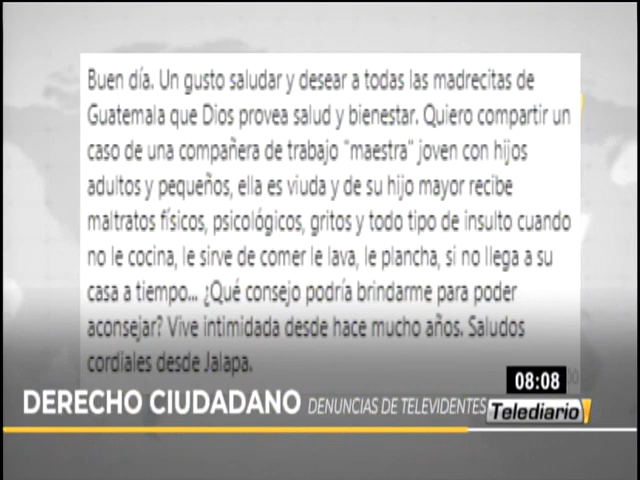 Buen día. Un gusto saludar y desear a todas las madrecitas de
Guatemala que Dios provea salud y bienestar. Quiero compartir un
caso de una compañera de trabajo "maestra" joven con hijos
adultos y pequeños, ella es viuda y de su hijo mayor recibe
maltratos físicos, psicológicos, gritos y todo tipo de insulto cuando
no le cocina, le sirve de comer le lava, le plancha, si no llega a su
casa a tiempo... ¿Qué consejo podría brindarme para poder
aconsejar? Vive intimidada desde hace mucho años. Saludos
cordiales desde Jalapa.
08:08
DERECHO CIUDADANO DENUNCIAS DE TELEVIDENTES
Telediario